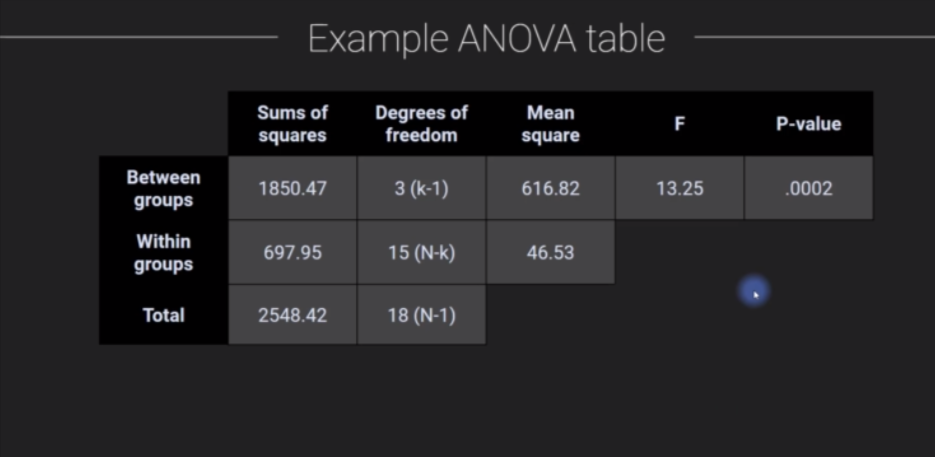 Example ANOVA table
Sums of squares Degrees of freedom Mean square F P-value
Between groups 1850.47 3 (k-1) 616.82 13.25 .0002
Within groups 697.95 15 (N-k) 46.53
Total 2548.42 18 (N-1)